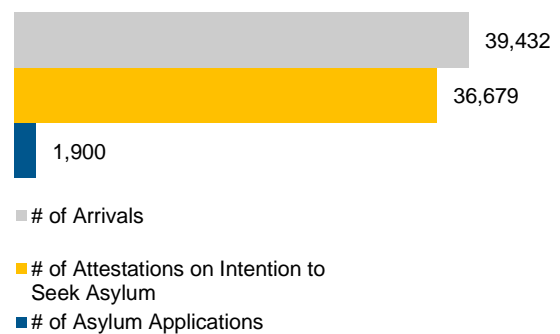 39,432
36,679
1,900
# of Arrivals
# of Attestations on Intention to
Seek Asylum
# of Asylum Applications